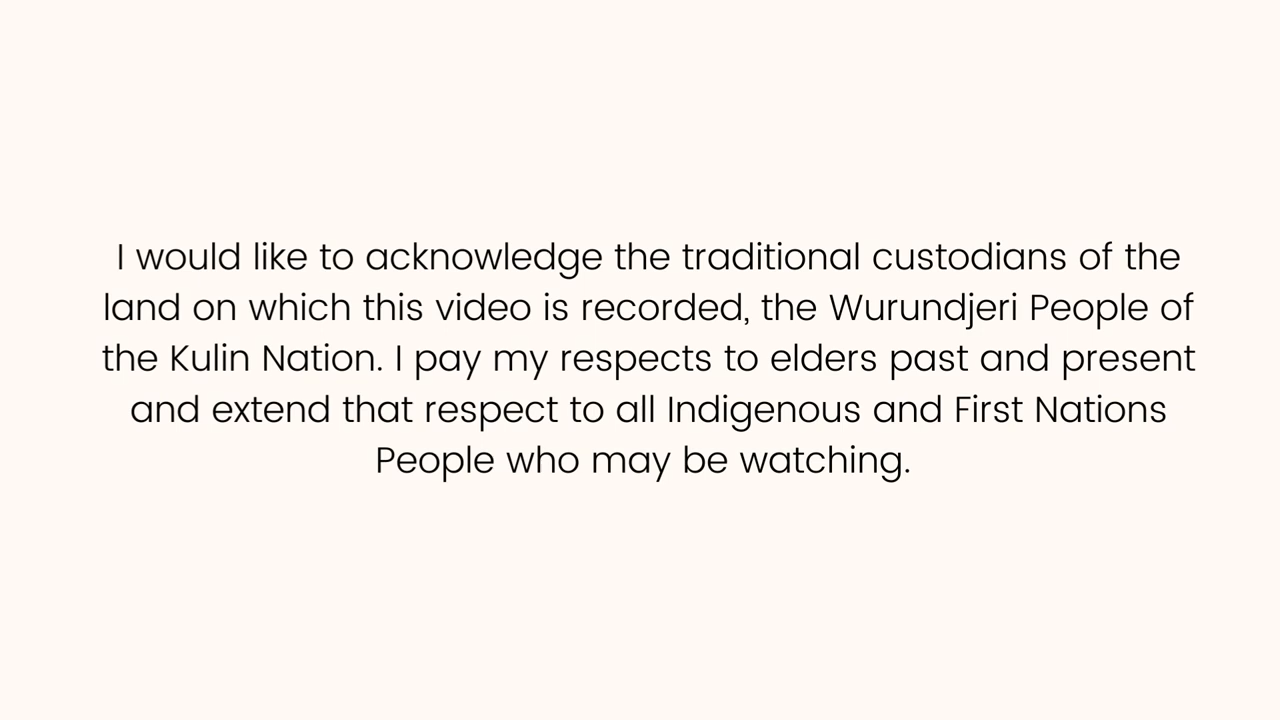 I would like to acknowledge the traditional custodians of the
land on which this video is recorded, the Wurundjeri People of
the Kulin Nation. I pay my respects to elders past and present
and extend that respect to all Indigenous and First Nations
People who may be watching.